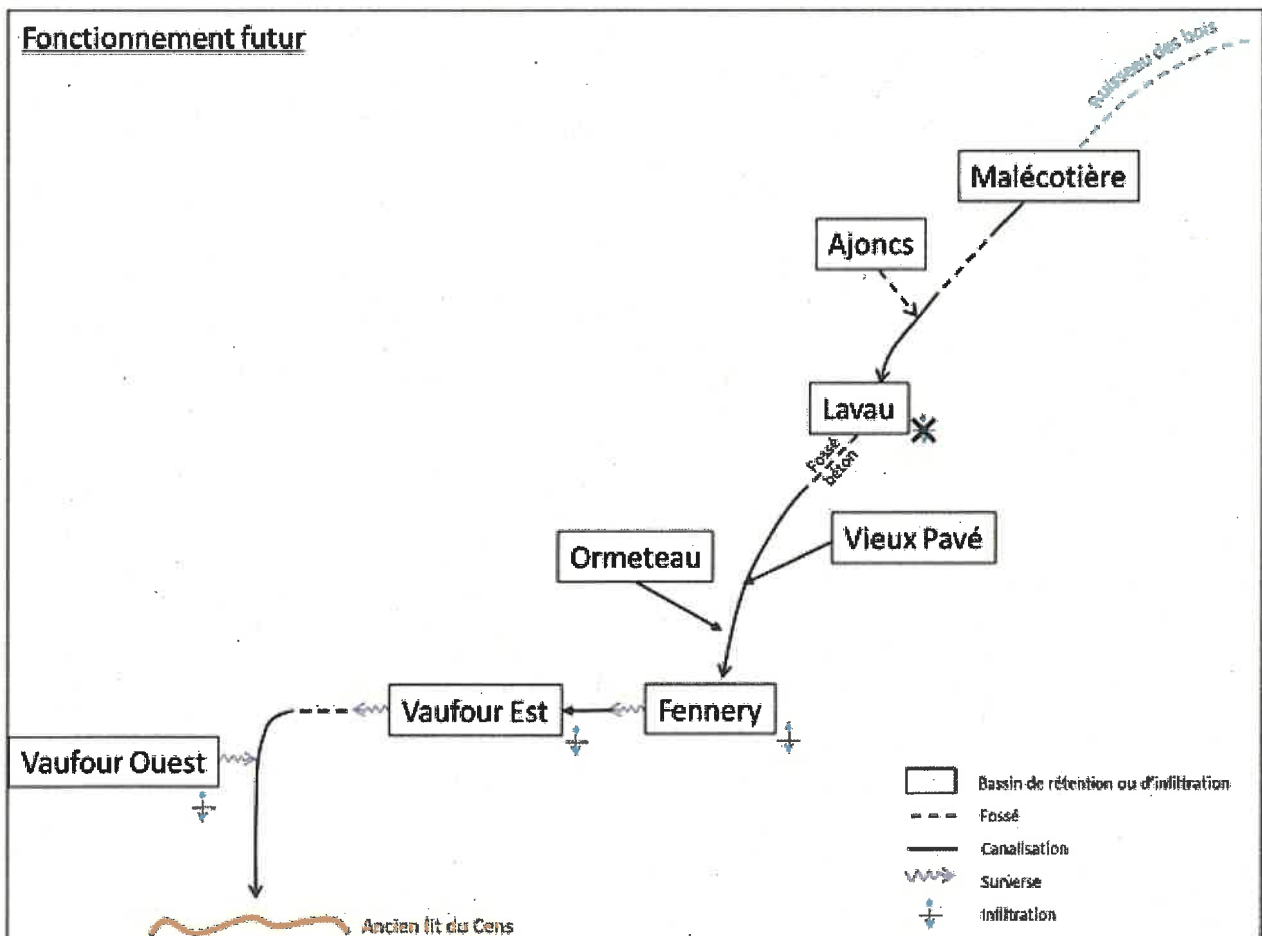 Fonctionnement futur
Ruisseau des bois
Malécotière
Ajoncs
Lavau
Fossé
béton
Vieux Pavé
Ormeteau
Vaufour Est
Fennery
Vaufour Ouest
Bassin de rétention ou d'infiltration
Fossé
Canalisation
Surverse
Infiltration
Ancien lit du Cens